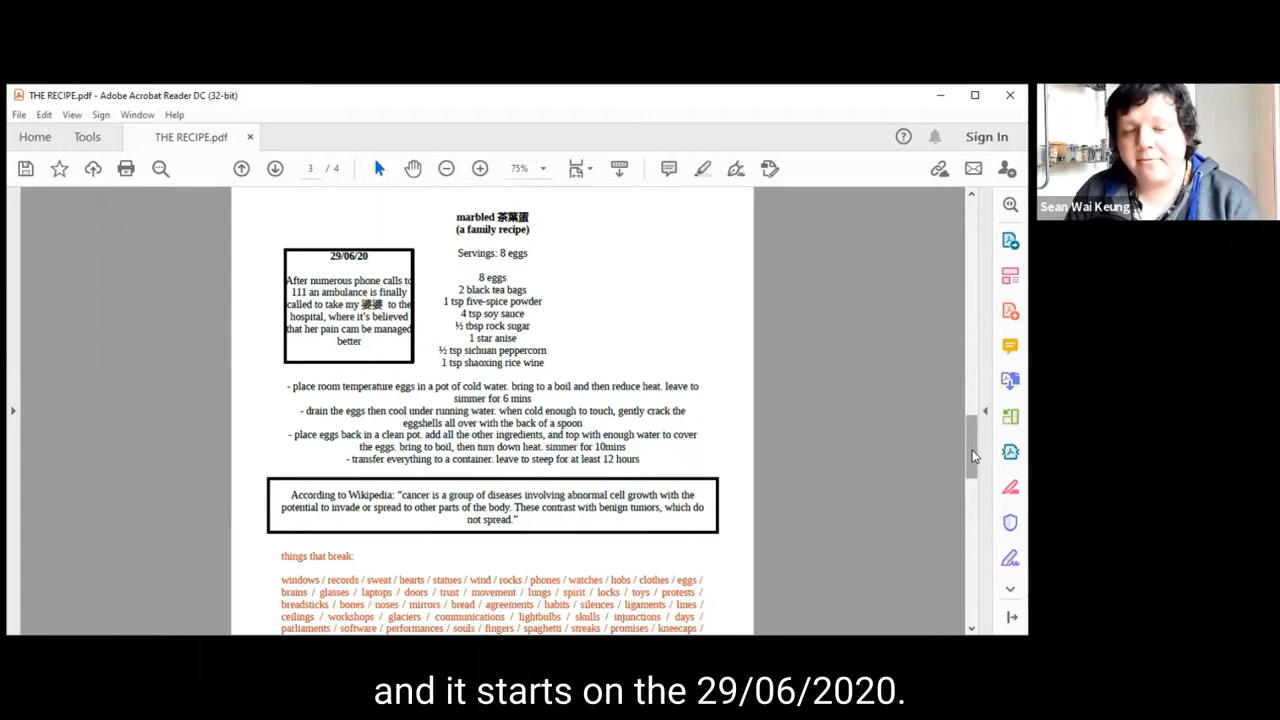 THE RECIPE.pdf - Adobe Acrobat Reader DC (32-bit)
File Edit View Sign Window Help
Home Tools THE RECIPE.pdf × Sign In
3 / 4 75%
Sean Wai Keung
marbled 茶葉蛋
(a family recipe)
Servings: 8 eggs
29/06/20
After numerous phone calls to
111 an ambulance is finally
called to take my 婆婆 to the
hospital, where it's believed
that her pain cam be managed
better
8 eggs
2 black tea bags
1 tsp five-spice powder
4 tsp soy sauce
½ tbsp rock sugar
1 star anise
½ tsp sichuan peppercorn
1 tsp shaoxing rice wine
- place room temperature eggs in a pot of cold water. bring to a boil and then reduce heat. leave to
simmer for 6 mins
- drain the eggs then cool under running water. when cold enough to touch, gently crack the
eggshells all over with the back of a spoon
- place eggs back in a clean pot. add all the other ingredients, and top with enough water to cover
the eggs. bring to boil, then turn down heat. simmer for 10mins
- transfer everything to a container. leave to steep for at least 12 hours
According to Wikipedia: “cancer is a group of diseases involving abnormal cell growth with the
potential to invade or spread to other parts of the body. These contrast with benign tumors, which do
not spread.”
things that break:
windows / records / sweat / hearts / statues / wind / rocks / phones / watches / hobs / clothes / eggs /
brains / glasses / laptops / doors / trust / movement / lungs / spirit / locks / toys / protests /
breadsticks / bones / noses / mirrors / bread / agreements / habits / silences / ligaments / lines /
ceilings / workshops / glaciers / communications / lightbulbs / skulls / injunctions / days /
parliaments / software / performances / souls / fingers / spaghetti / streaks / promises / kneecaps /
and it starts on the 29/06/2020.